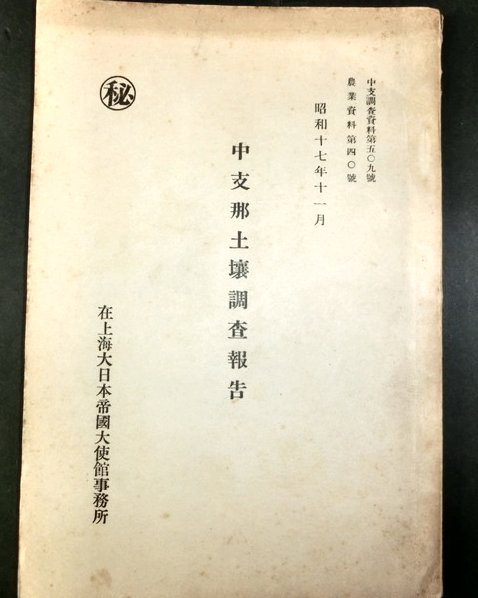 中支調查資料第五〇九號
農業資料第四〇號
昭和十七年十一月
中支那土壤調查報告
㊙
在上海大日本帝國大使館事務所